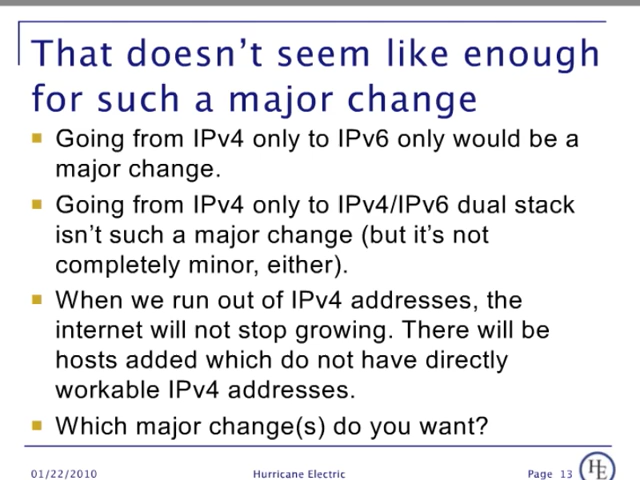 That doesn't seem like enough
for such a major change
Going from IPv4 only to IPv6 only would be a
major change.
Going from IPv4 only to IPv4/IPv6 dual stack
isn't such a major change (but it's not
completely minor, either).
When we run out of IPv4 addresses, the
internet will not stop growing. There will be
hosts added which do not have directly
workable IPv4 addresses.
Which major change(s) do you want?
01/22/2010 Hurricane Electric Page 13 HE